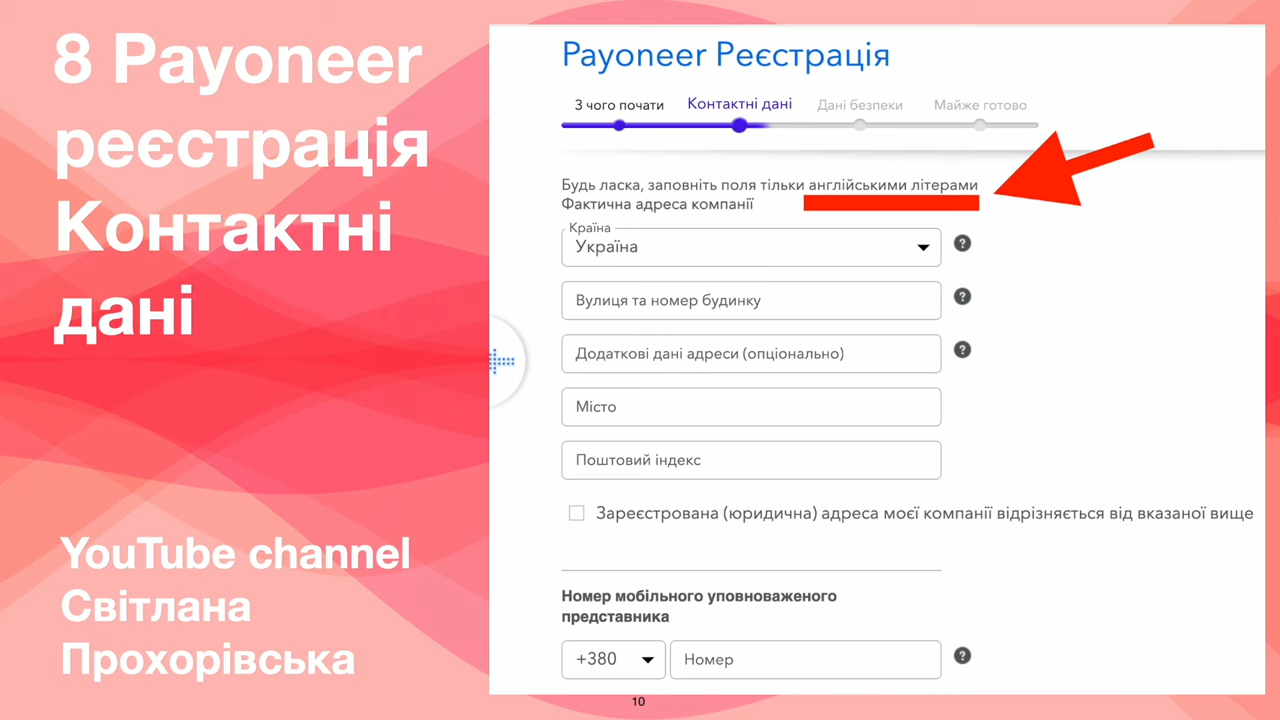 8 Payoneer
реєстрація
Контактні
дані
YouTube channel
Світлана
Прохорівська
Payoneer Реєстрація
З чого почати
Контактні дані
Дані безпеки
Майже готово
Будь ласка, заповніть поля тільки англійськими літерами
Фактична адреса компанії
Країна
Україна
?
Вулиця та номер будинку
?
Додаткові дані адреси (опціонально)
?
Місто
Поштовий індекс
Зареєстрована (юридична) адреса моєї компанії відрізняється від вказаної вище
Номер мобільного уповноваженого
представника
+380
Номер
?
10